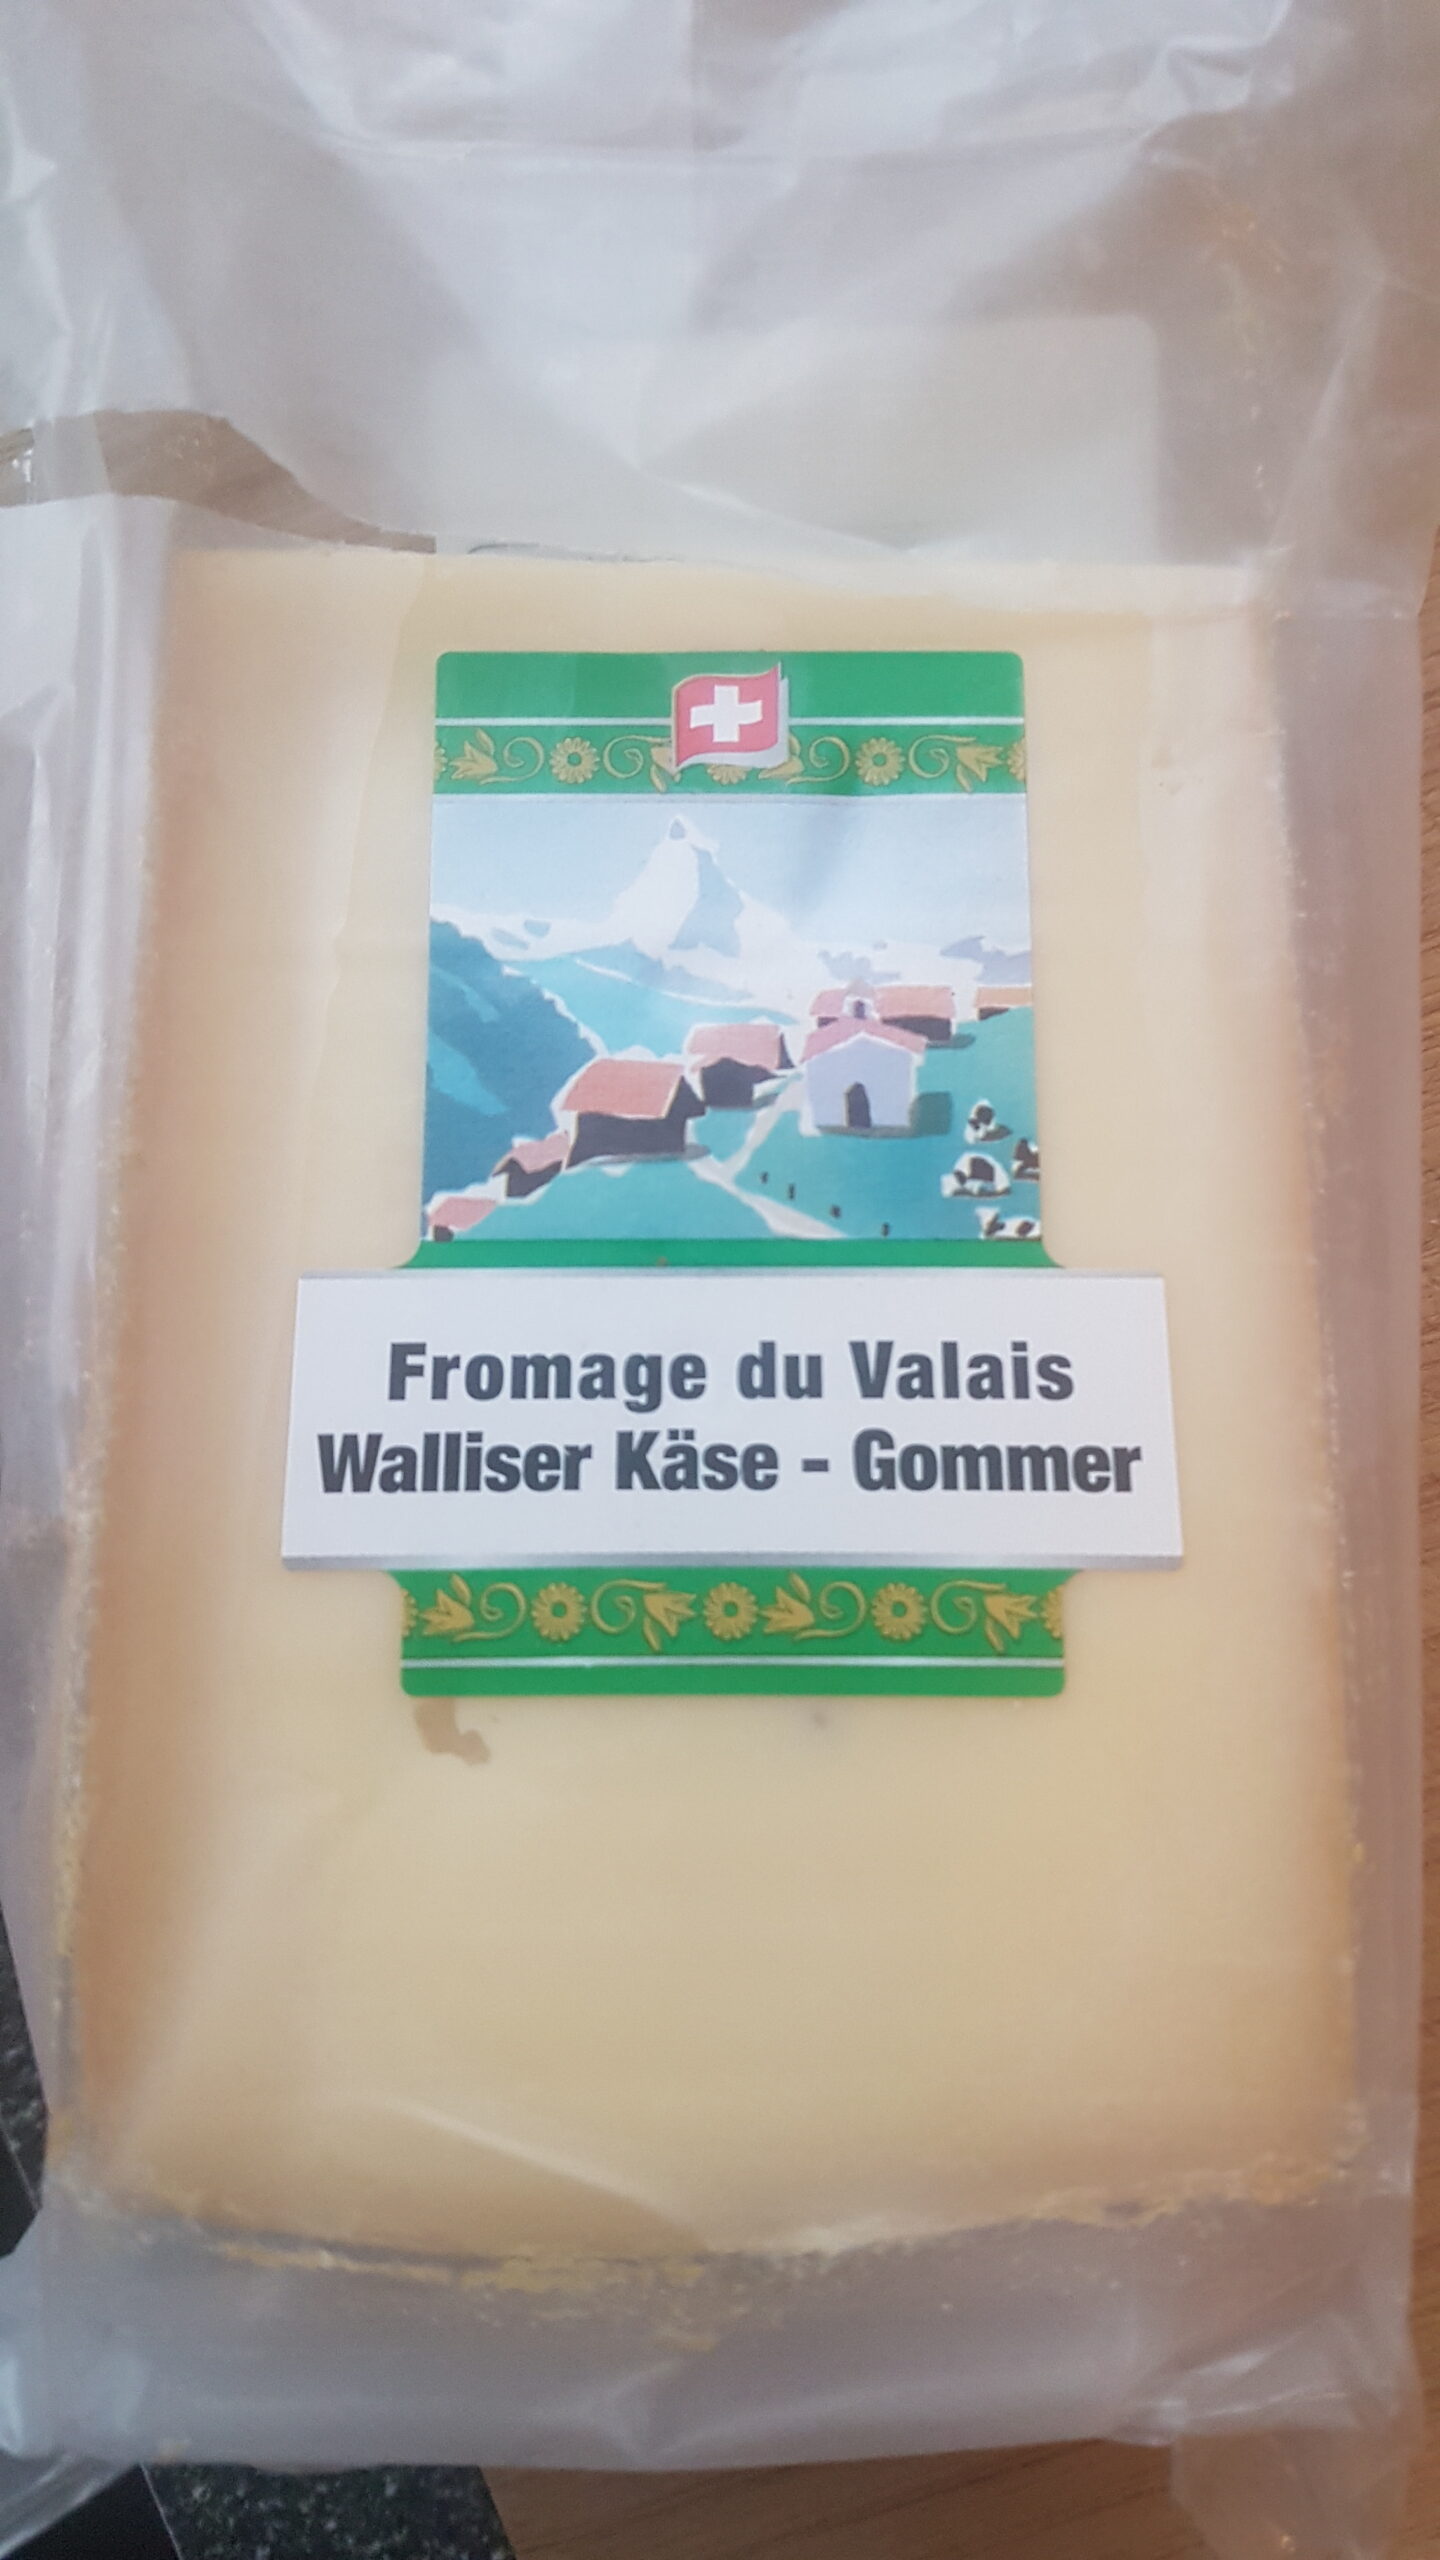 Fromage du Valais
Walliser Käse - Gommer